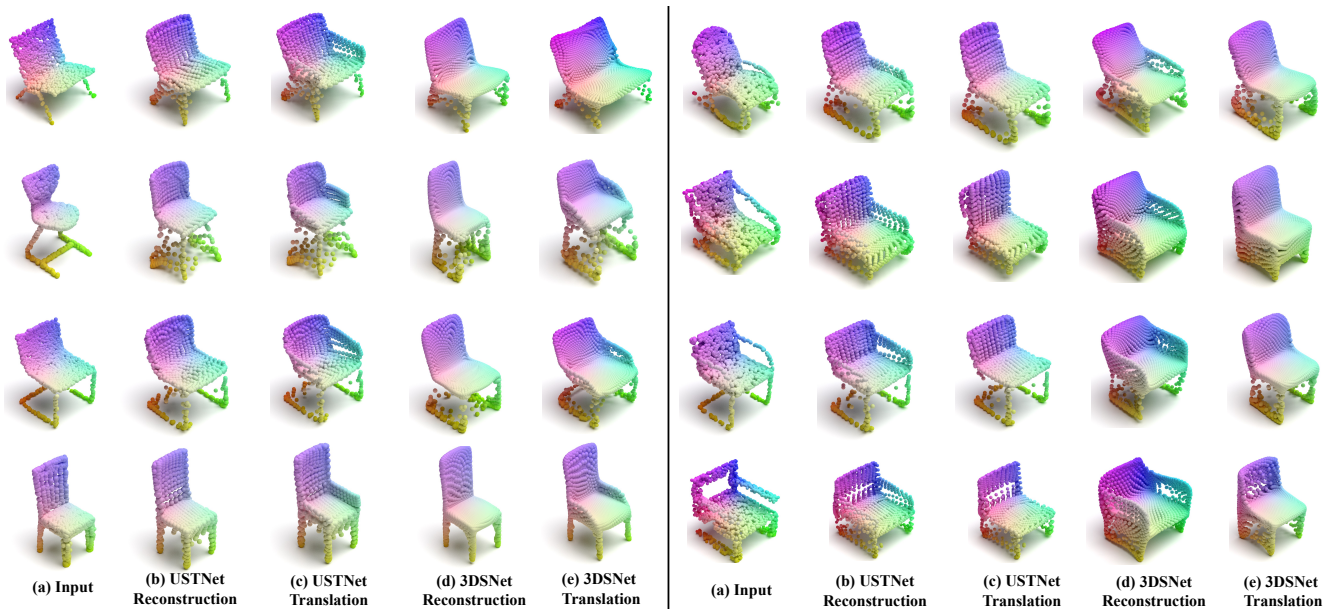 (a) Input
(b) USTNet
Reconstruction
(c) USTNet
Translation
(d) 3DSNet
Reconstruction
(e) 3DSNet
Translation
(a) Input
(b) USTNet
Reconstruction
(c) USTNet
Translation
(d) 3DSNet
Reconstruction
(e) 3DSNet
Translation